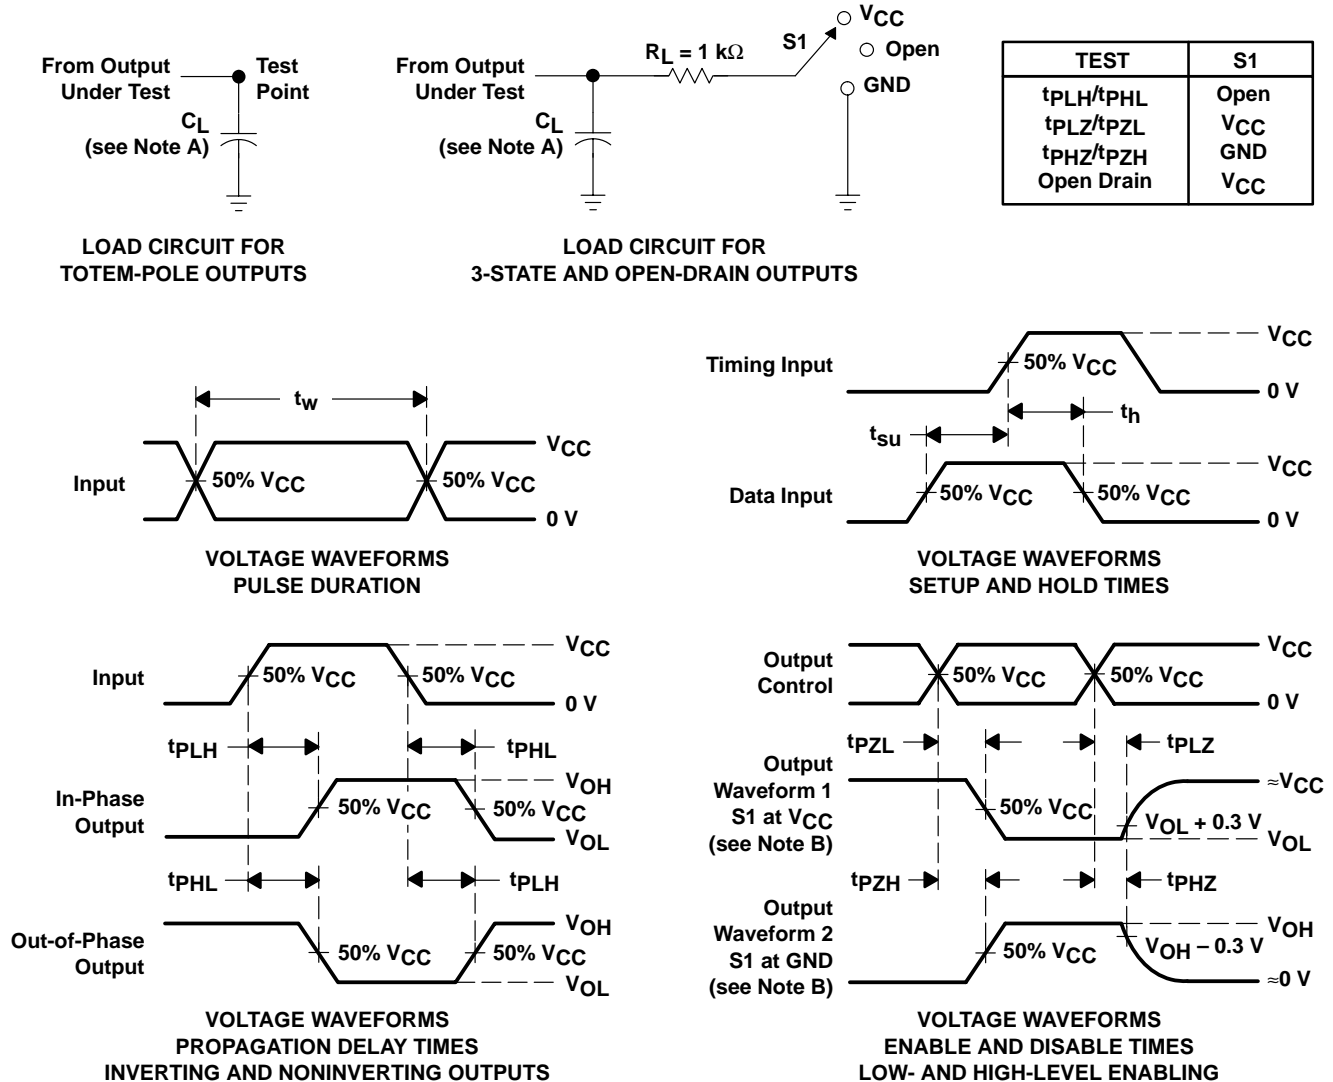 From Output
Under Test
Test
Point
CL
(see Note A)
LOAD CIRCUIT FOR
TOTEM-POLE OUTPUTS
From Output
Under Test
CL
(see Note A)
RL = 1 kΩ
S1
VCC
Open
GND
LOAD CIRCUIT FOR
3-STATE AND OPEN-DRAIN OUTPUTS
TEST S1
tPLH/tPHL Open
tPLZ/tPZL VCC
tPHZ/tPZH GND
Open Drain VCC
tw
Input
50% VCC
50% VCC
VCC
0 V
VOLTAGE WAVEFORMS
PULSE DURATION
Timing Input
50% VCC
VCC
0 V
tsu
th
Data Input
50% VCC
50% VCC
VCC
0 V
VOLTAGE WAVEFORMS
SETUP AND HOLD TIMES
Input
50% VCC
50% VCC
VCC
0 V
tPLH
tPHL
In-Phase
Output
50% VCC
50% VCC
VOH
VOL
tPHL
tPLH
Out-of-Phase
Output
50% VCC
50% VCC
VOH
VOL
VOLTAGE WAVEFORMS
PROPAGATION DELAY TIMES
INVERTING AND NONINVERTING OUTPUTS
Output
Control
50% VCC
50% VCC
VCC
0 V
tPZL
tPLZ
Output
Waveform 1
S1 at VCC
(see Note B)
50% VCC
≈VCC
VOL + 0.3 V
VOL
tPZH
tPHZ
Output
Waveform 2
S1 at GND
(see Note B)
50% VCC
VOH
VOH − 0.3 V
≈0 V
VOLTAGE WAVEFORMS
ENABLE AND DISABLE TIMES
LOW- AND HIGH-LEVEL ENABLING